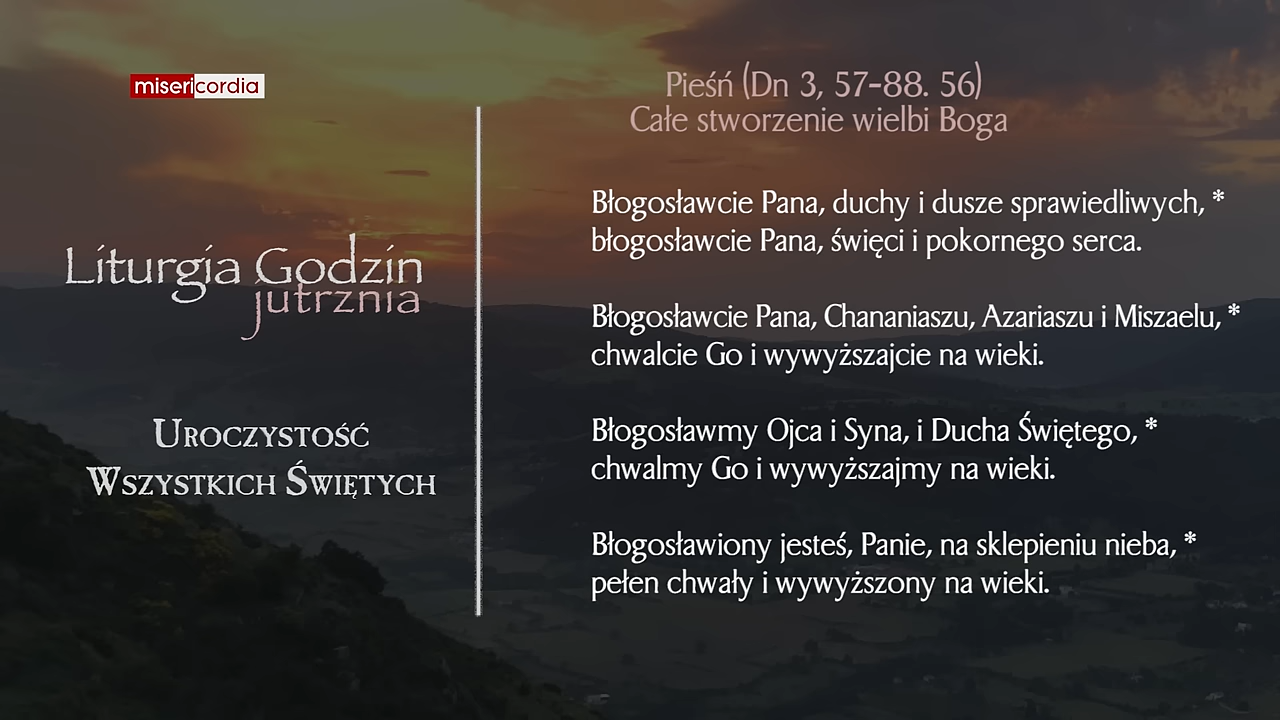 misericordia
Liturgia Godzin
jutrznia
Uroczystość
Wszystkich Świętych
Pieśń (Dn 3, 57-88. 56)
Całe stworzenie wielbi Boga
Błogosławcie Pana, duchy i dusze sprawiedliwych, *
błogosławcie Pana, święci i pokornego serca.
Błogosławcie Pana, Chananiaszu, Azariaszu i Miszaelu, *
chwalcie Go i wywyższajcie na wieki.
Błogosławmy Ojca i Syna, i Ducha Świętego, *
chwalmy Go i wywyższajmy na wieki.
Błogosławiony jesteś, Panie, na sklepieniu nieba, *
pełen chwały i wywyższony na wieki.